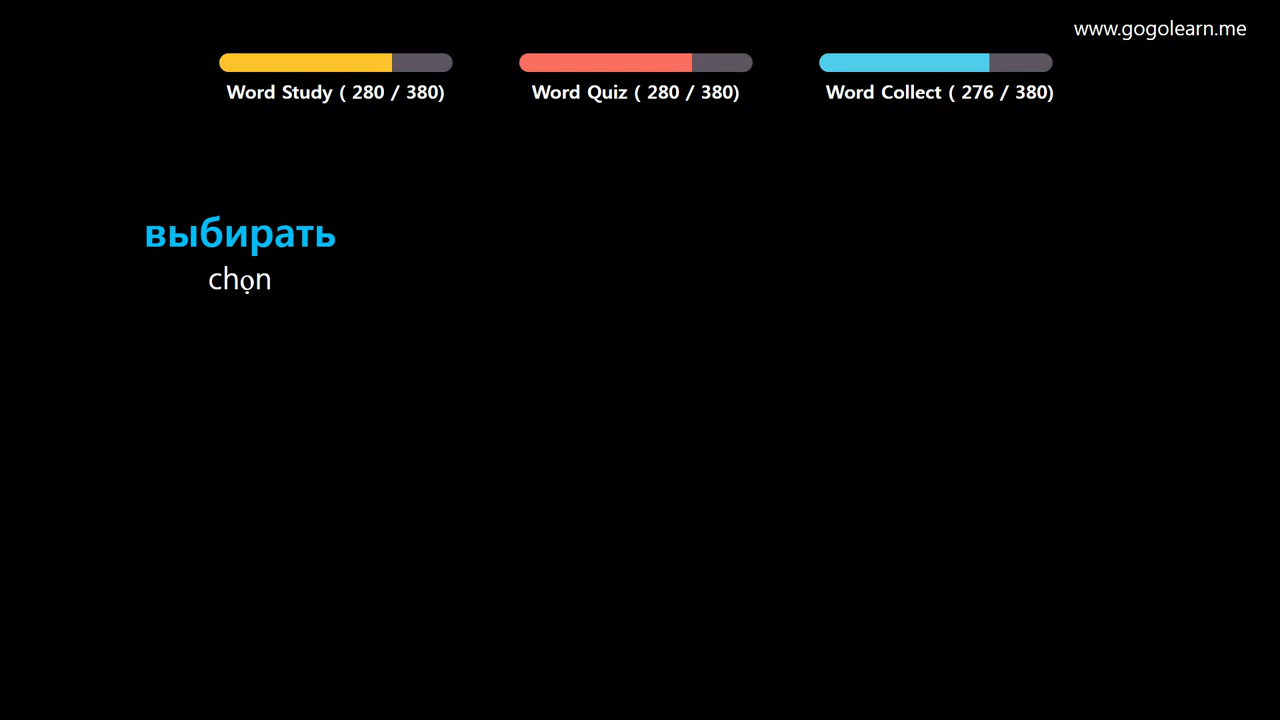 www.gogolearn.me
Word Study ( 280 / 380)
Word Quiz ( 280 / 380)
Word Collect ( 276 / 380)
выбирать
chọn